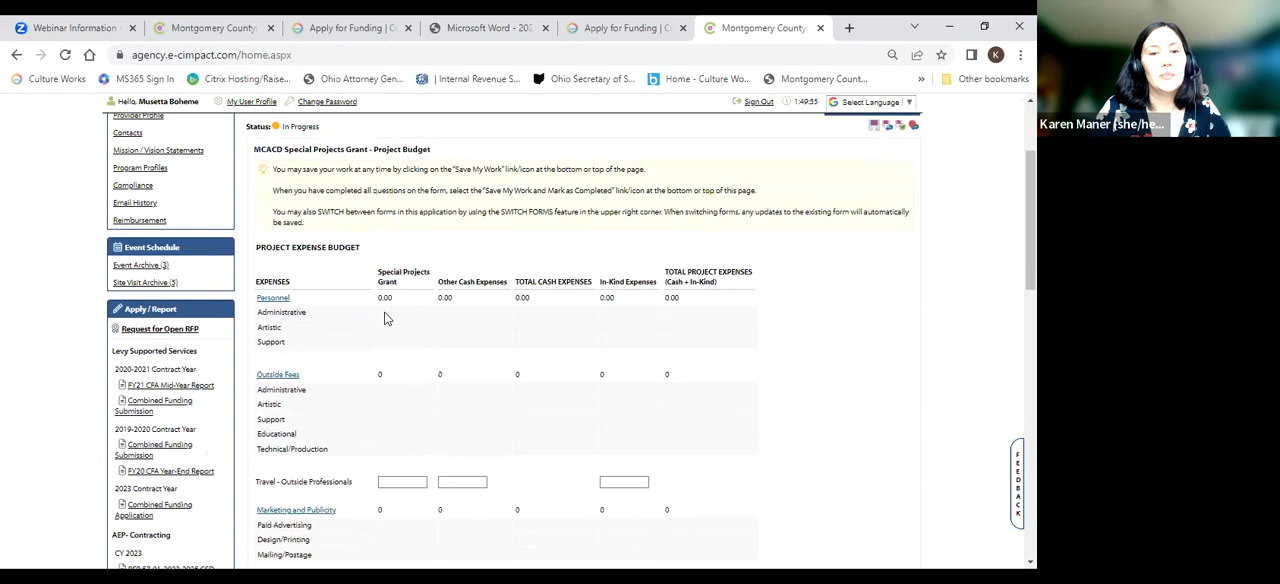 Webinar Information -
Montgomery County
Apply for Funding | C
Microsoft Word - 202
Apply for Funding | Cu
Montgomery County
agency.e-cimpact.com/home.aspx
K
Culture Works
MS365 Sign In
Citrix Hosting/Raise...
Ohio Attorney Gen...
| Internal Revenue S...
Ohio Secretary of S...
Home - Culture Wo...
Montgomery Count...
»
Other bookmarks
Hello, Musetta Boheme
My User Profile
Change Password
Sign Out
1:49:55
Select Language
Karen Maner (she/he...
Provider Profile
Contacts
Mission / Vision Statements
Program Profiles
Compliance
Email History
Reimbursement
Event Schedule
Event Archive (3)
Site Visit Archive (5)
Apply / Report
Request for Open RFP
Levy Supported Services
2020-2021 Contract Year
FY21 CFA Mid-Year Report
Combined Funding
Submission
2019-2020 Contract Year
Combined Funding
Submission
FY20 CFA Year-End Report
2023 Contract Year
Combined Funding
Application
AEP- Contracting
CY 2023
Status: In Progress
MCACD Special Projects Grant - Project Budget
You may save your work at any time by clicking on the "Save My Work" link/icon at the bottom or top of the page.
When you have completed all questions on the form, select the "Save My Work and Mark as Completed" link/icon at the bottom or top of this page.
You may also SWITCH between forms in this application by using the SWITCH FORMS feature in the upper right corner. When switching forms, any updates to the existing form will automatically
be saved.
PROJECT EXPENSE BUDGET
EXPENSES
Special Projects
Grant
Other Cash Expenses
TOTAL CASH EXPENSES
In-Kind Expenses
TOTAL PROJECT EXPENSES
(Cash + In-Kind)
Personnel 0.00 0.00 0.00 0.00 0.00
Administrative
Artistic
Support
Outside Fees 0 0 0 0 0
Administrative
Artistic
Support
Educational
Technical/Production
Travel - Outside Professionals
Marketing and Publicity 0 0 0 0 0
Paid Advertising
Design/Printing
Mailing/Postage
FEEDBACK